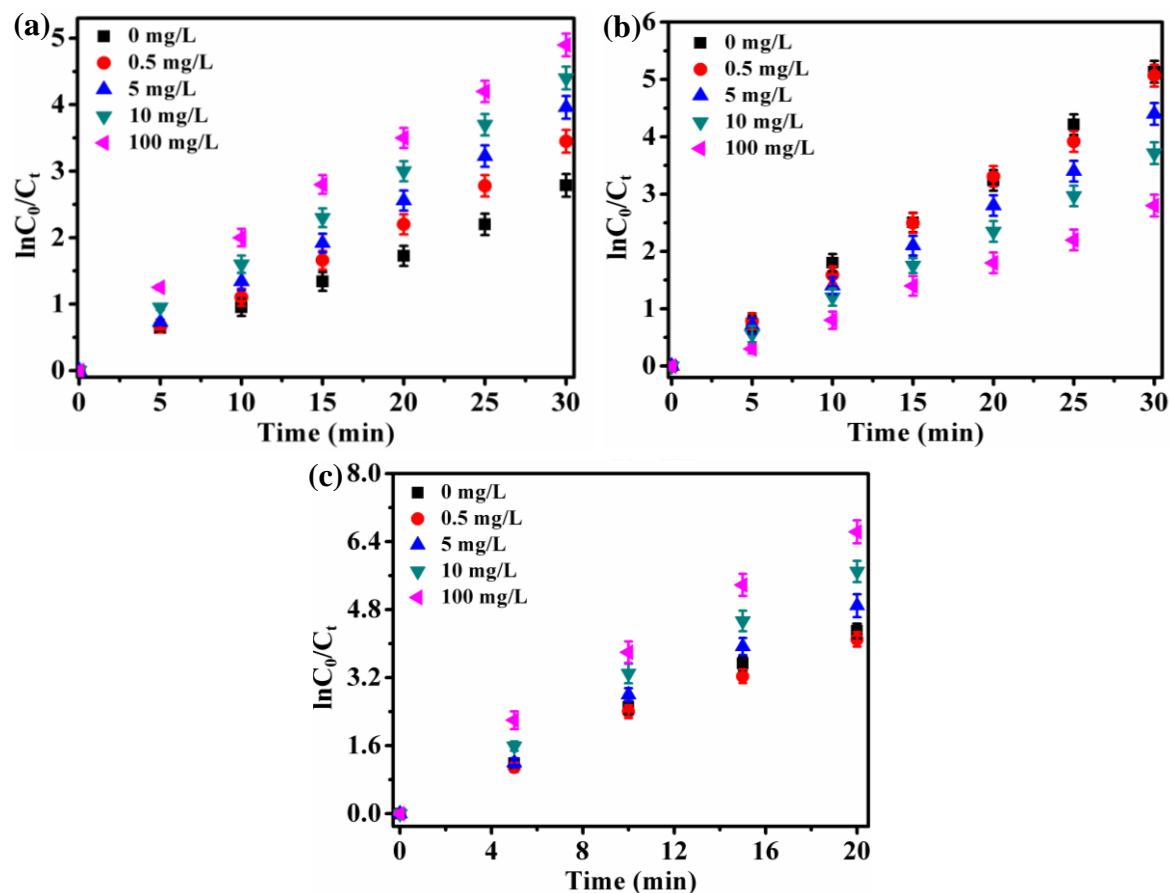 (a)
0 mg/L
0.5 mg/L
5 mg/L
10 mg/L
100 mg/L
5
4
3
2
1
0
lnC₀/Cₜ
0 5 10 15 20 25 30
Time (min)
(b)
0 mg/L
0.5 mg/L
5 mg/L
10 mg/L
100 mg/L
6
5
4
3
2
1
0
lnC₀/Cₜ
0 5 10 15 20 25 30
Time (min)
(c)
0 mg/L
0.5 mg/L
5 mg/L
10 mg/L
100 mg/L
8.0
6.4
4.8
3.2
1.6
0.0
lnC₀/Cₜ
0 4 8 12 16 20
Time (min)